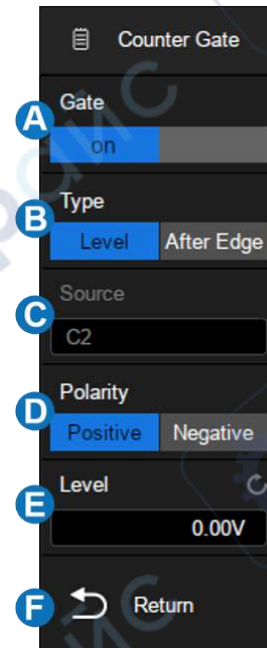 Counter Gate
Gate
A
on
Type
B
Level After Edge
Source
C
C2
Polarity
D
Positive Negative
Level
E
0.00V
F Return